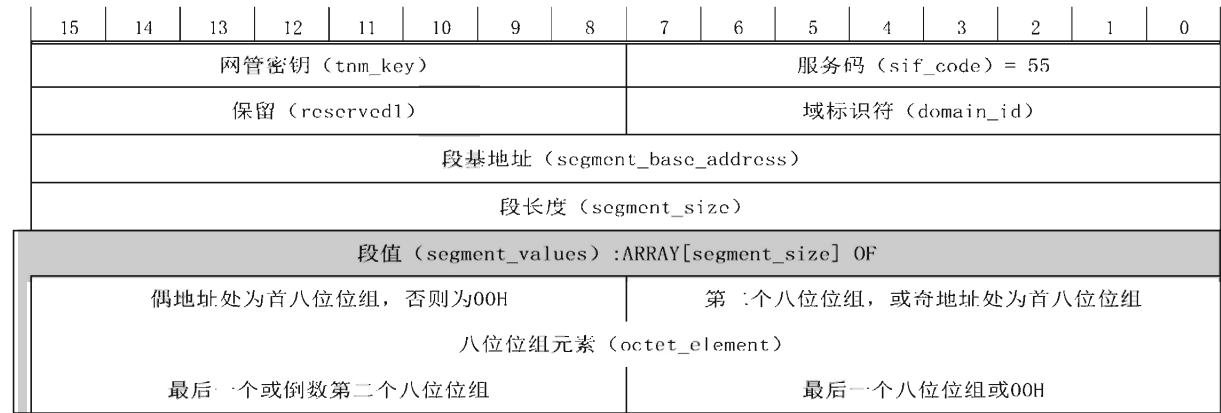 15 14 13 12 11 10 9 8 7 6 5 4 3 2 1 0
网管密钥（tnm_key） 服务码（sif_code）= 55
保留（reserved1） 域标识符（domain_id）
段基地址（segment_base_address）
段长度（segment_size）
段值（segment_values）:ARRAY[segment_size] OF
偶地址处为首八位位组，否则为00H 第二个八位位组，或奇地址处为首八位位组
八位位组元素（octet_element）
最后一个或倒数第二个八位位组 最后一个八位位组或00H